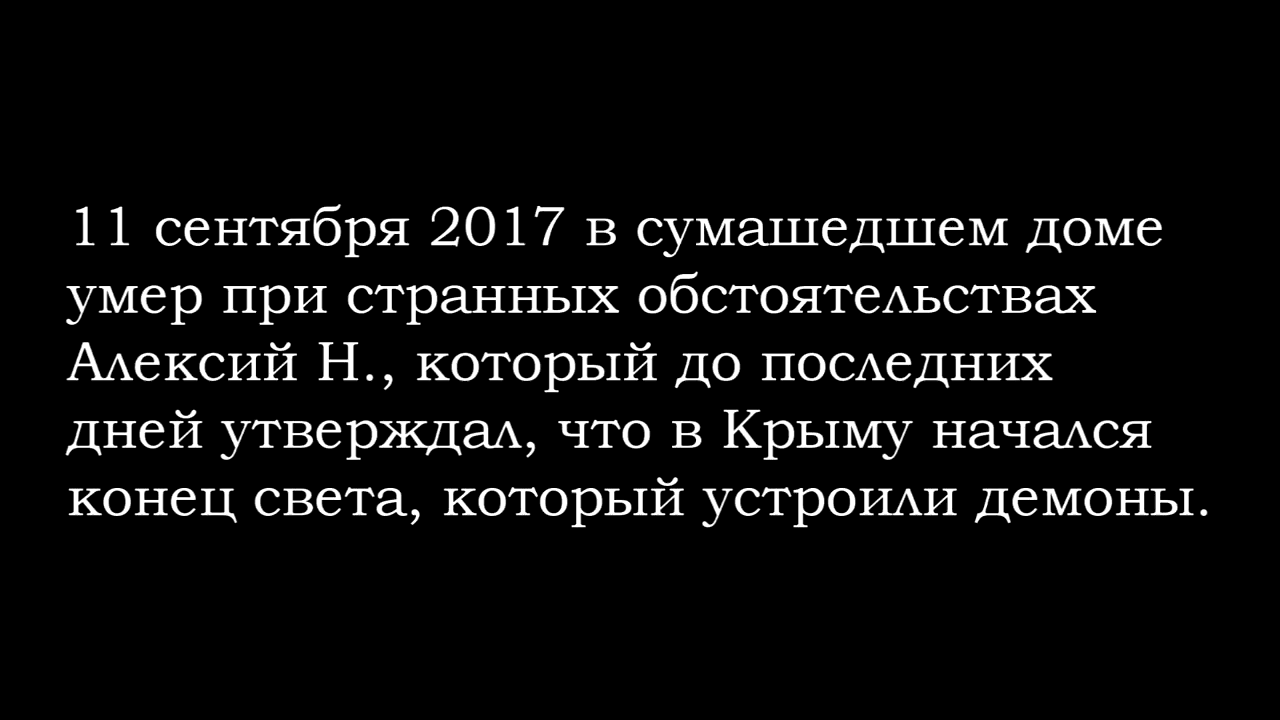 11 сентября 2017 в сумашедшем доме
умер при странных обстоятельствах
Алексий Н., который до последних
дней утверждал, что в Крыму начался
конец света, который устроили демоны.